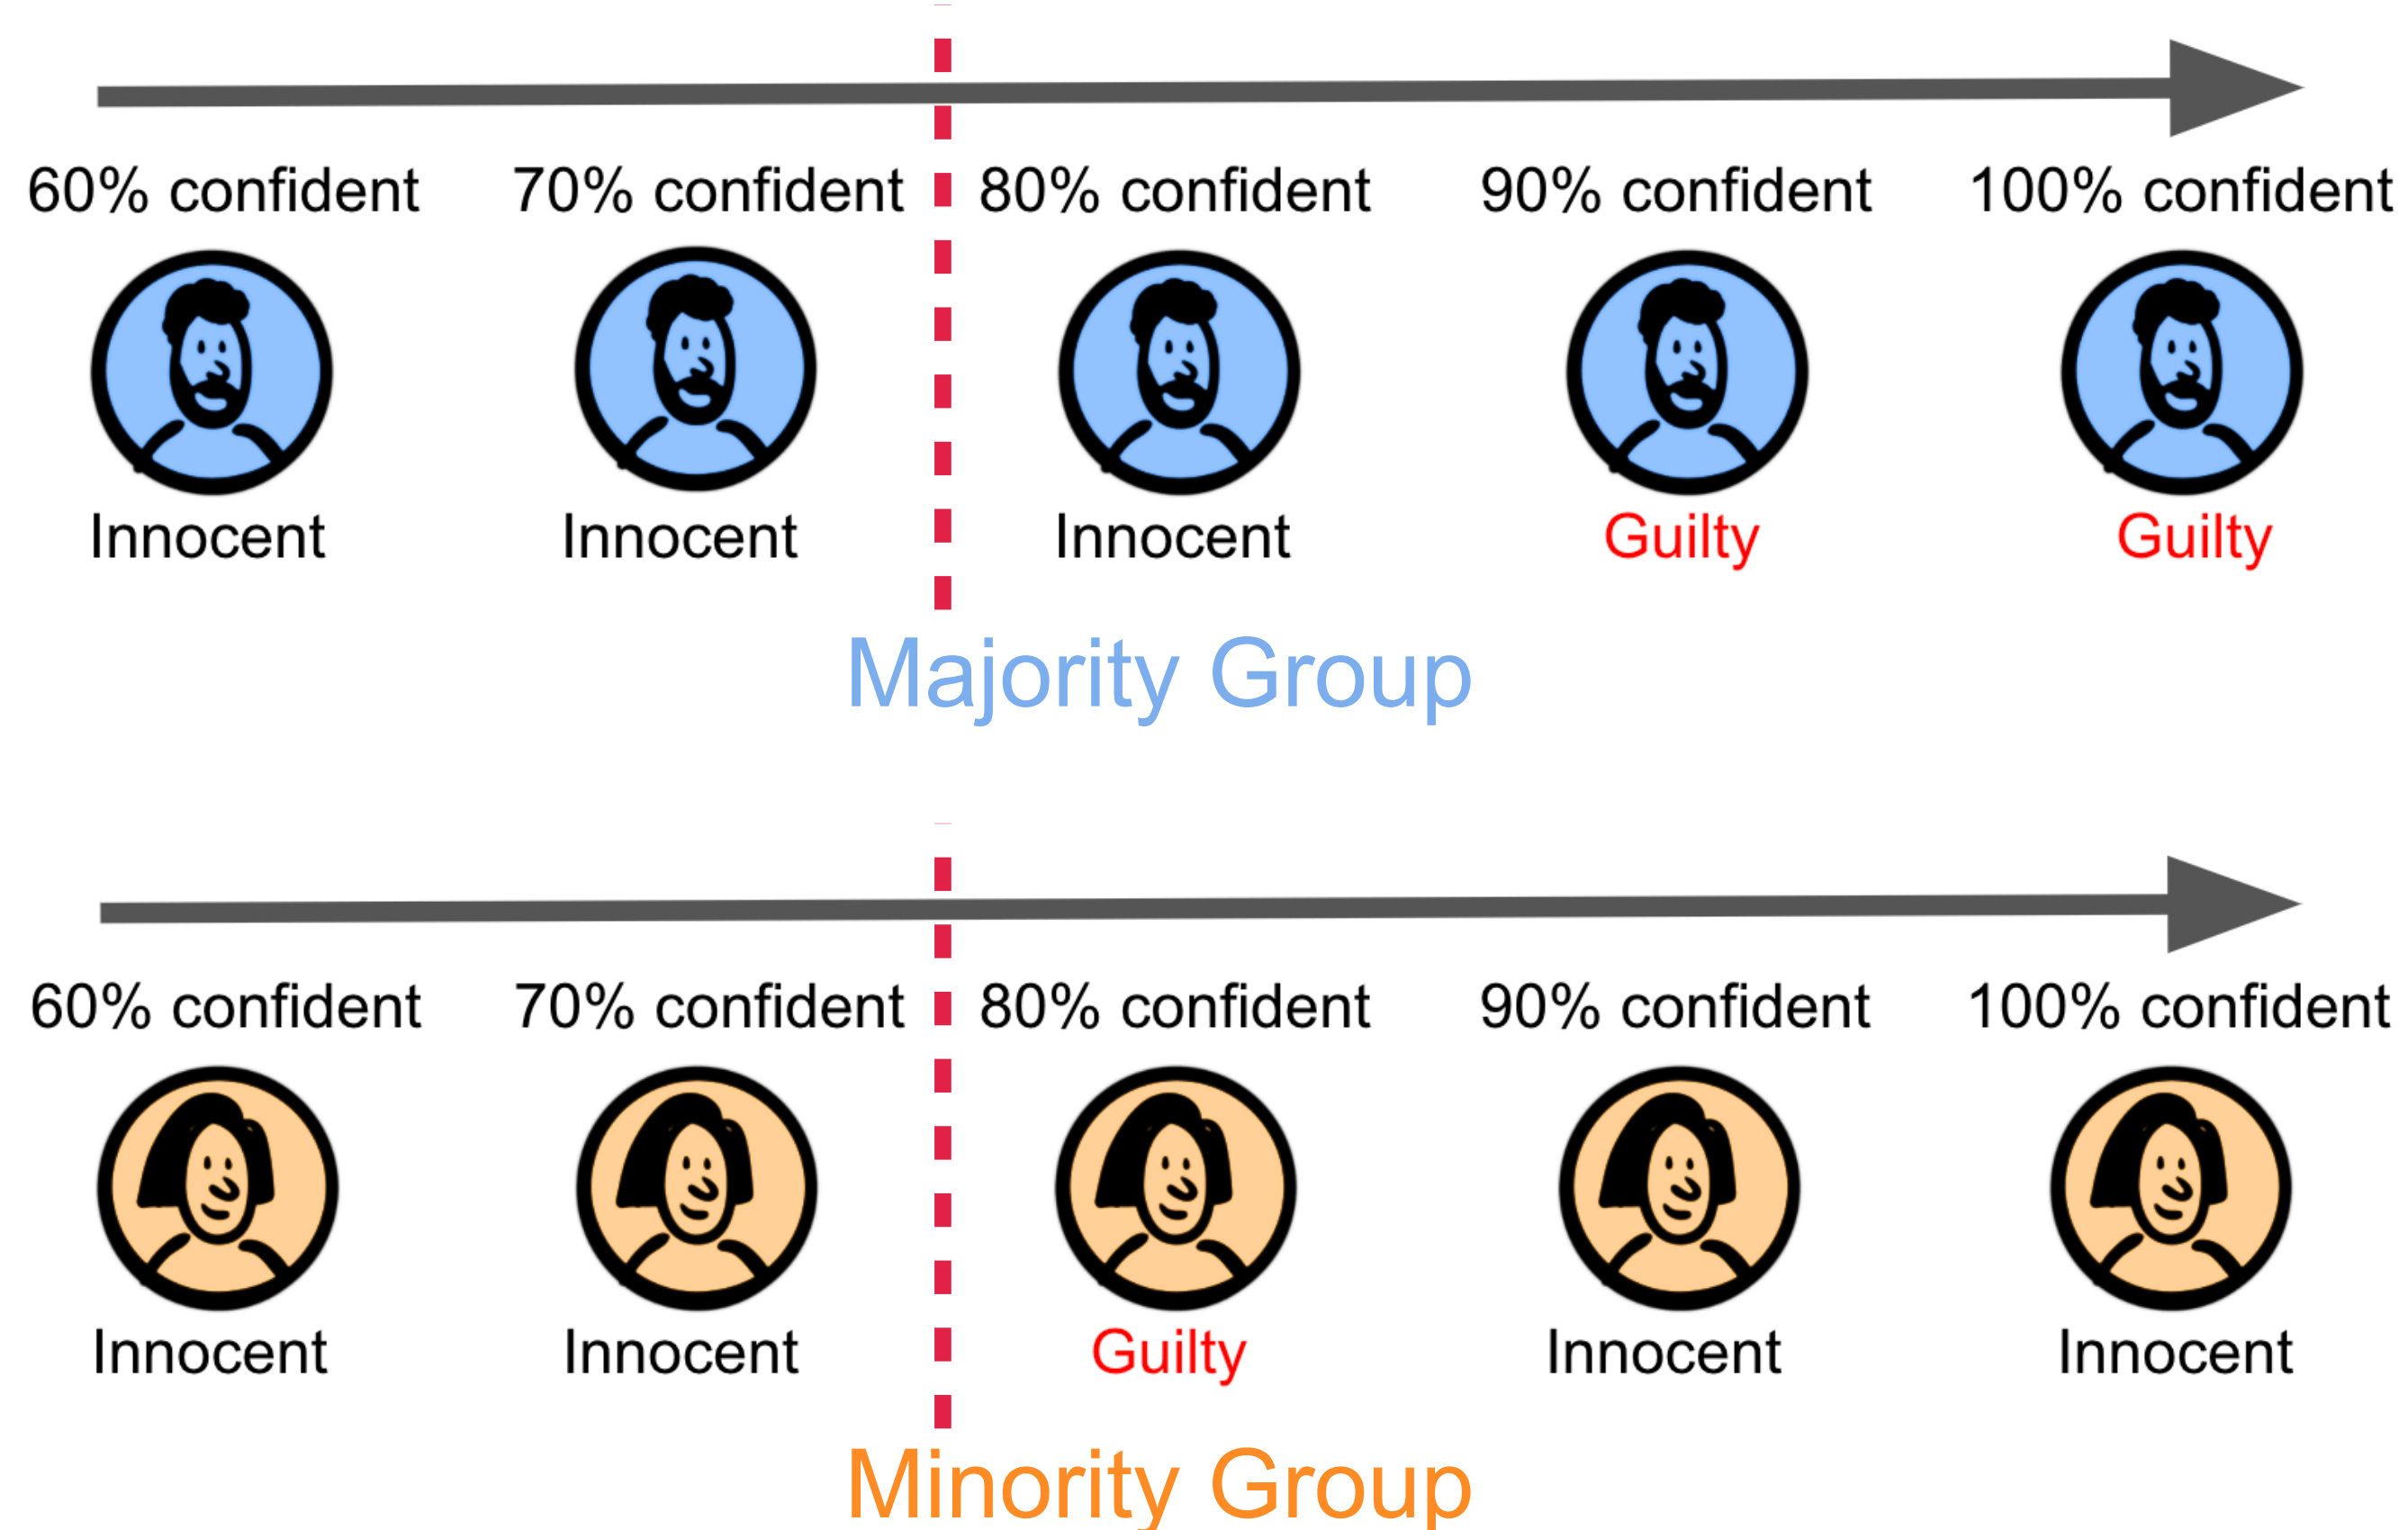 60% confident 70% confident 80% confident 90% confident 100% confident
Innocent Innocent Innocent Guilty Guilty
Majority Group
60% confident 70% confident 80% confident 90% confident 100% confident
Innocent Innocent Guilty Innocent Innocent
Minority Group